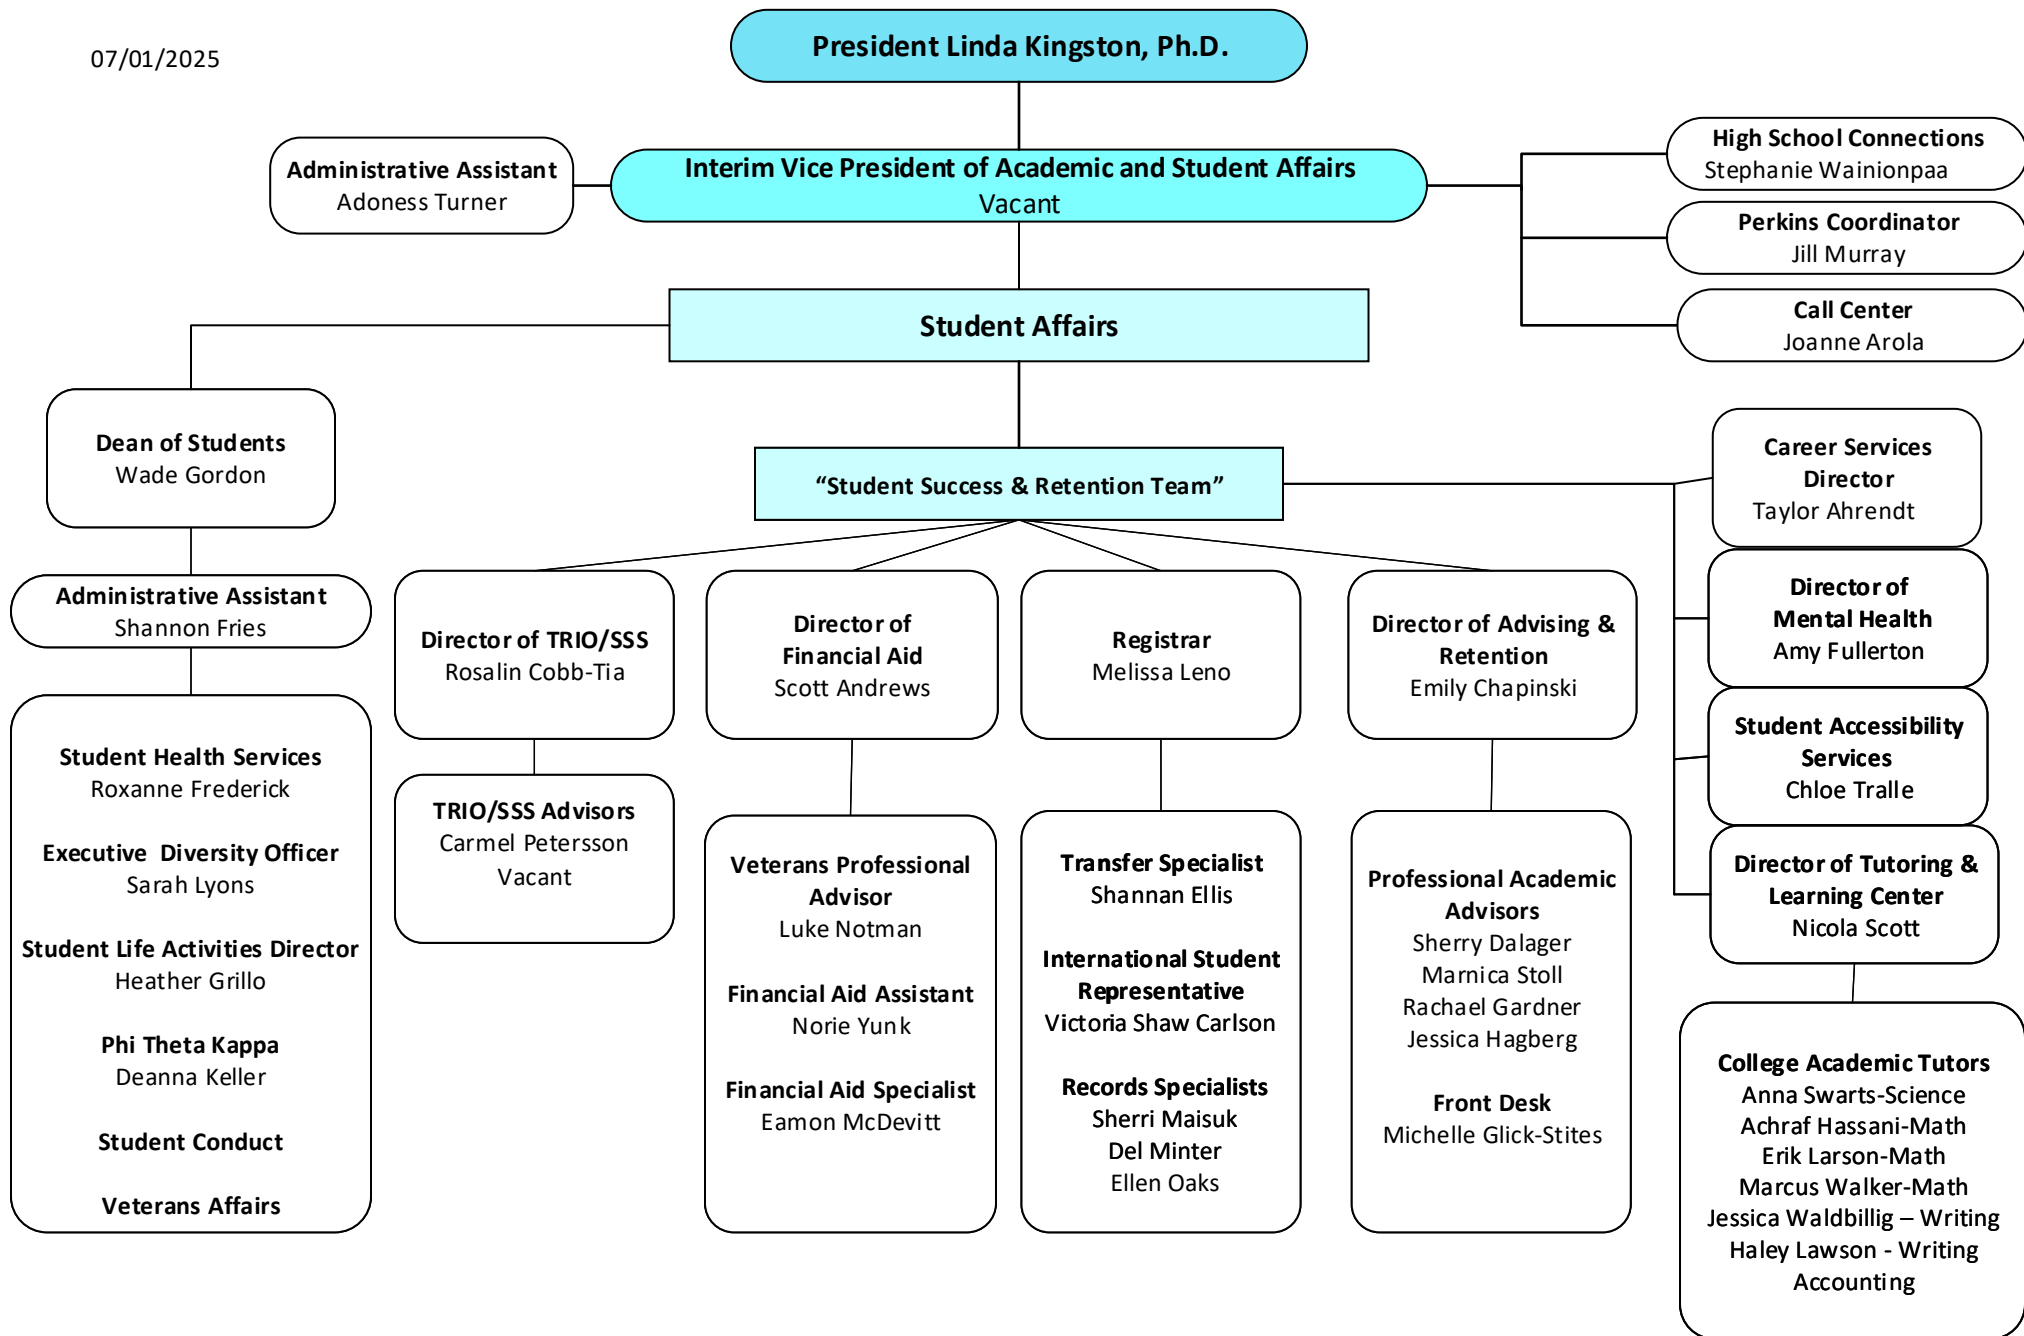 07/01/2025
President Linda Kingston, Ph.D.
Administrative Assistant
Adoness Turner
Interim Vice President of Academic and Student Affairs
Vacant
High School Connections
Stephanie Wainionpaa
Perkins Coordinator
Jill Murray
Call Center
Joanne Arola
Student Affairs
Dean of Students
Wade Gordon
Administrative Assistant
Shannon Fries
Student Health Services
Roxanne Frederick
Executive Diversity Officer
Sarah Lyons
Student Life Activities Director
Heather Grillo
Phi Theta Kappa
Deanna Keller
Student Conduct
Veterans Affairs
“Student Success & Retention Team”
Director of TRIO/SSS
Rosalin Cobb-Tia
TRIO/SSS Advisors
Carmel Petersson
Vacant
Director of
Financial Aid
Scott Andrews
Veterans Professional
Advisor
Luke Notman
Financial Aid Assistant
Norie Yunk
Financial Aid Specialist
Eamon McDevitt
Registrar
Melissa Leno
Transfer Specialist
Shannan Ellis
International Student
Representative
Victoria Shaw Carlson
Records Specialists
Sherri Maisuk
Del Minter
Ellen Oaks
Director of Advising &
Retention
Emily Chapinski
Professional Academic
Advisors
Sherry Dalager
Marnica Stoll
Rachael Gardner
Jessica Hagberg
Front Desk
Michelle Glick-Stites
Career Services
Director
Taylor Ahrendt
Director of
Mental Health
Amy Fullerton
Student Accessibility
Services
Chloe Tralle
Director of Tutoring &
Learning Center
Nicola Scott
College Academic Tutors
Anna Swarts-Science
Achraf Hassani-Math
Erik Larson-Math
Marcus Walker-Math
Jessica Waldbillig – Writing
Haley Lawson - Writing
Accounting